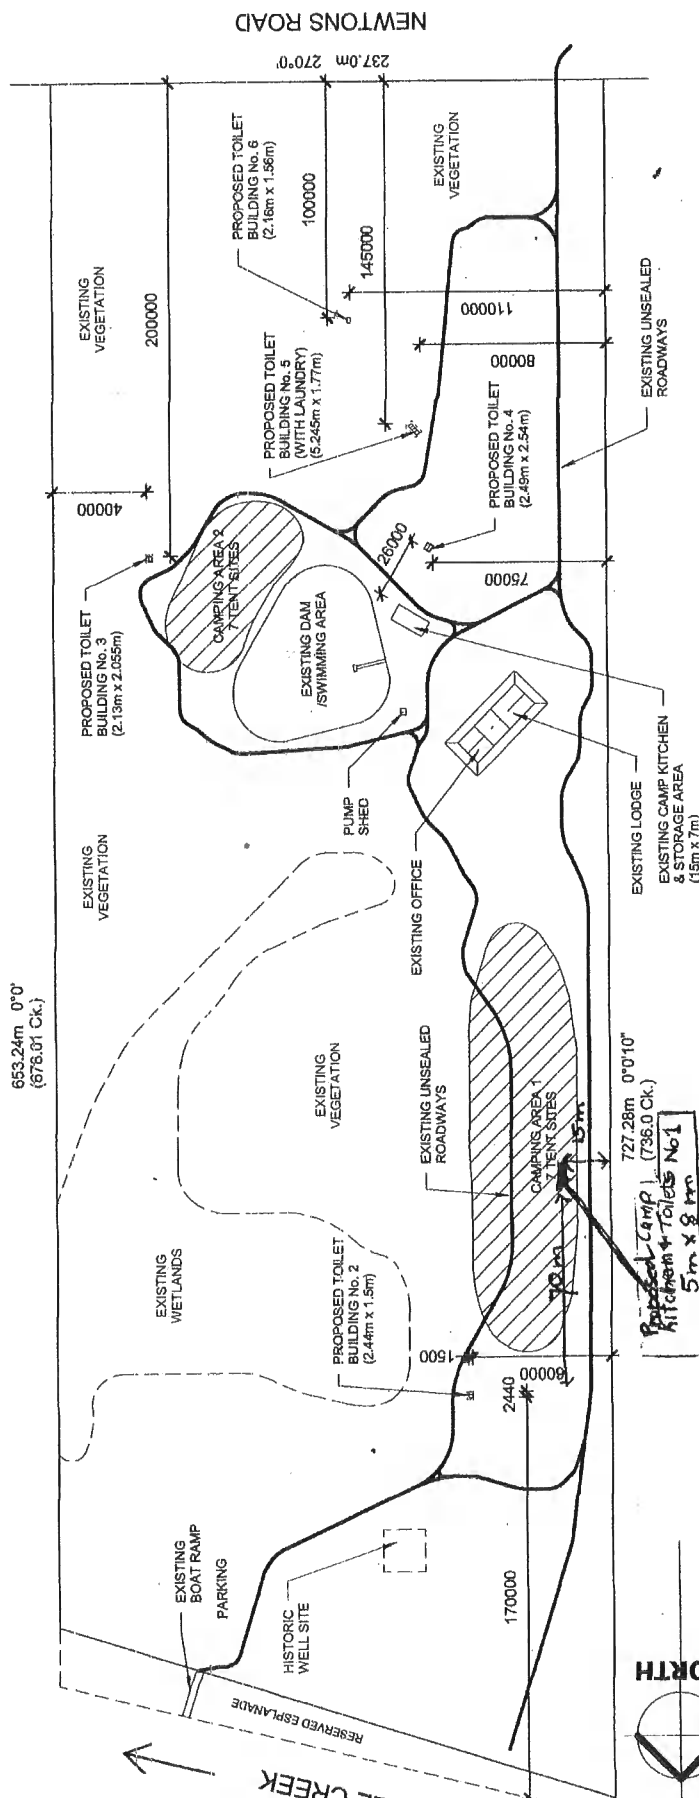 NEWTONS ROAD
237.0m 270°0'
EXISTING
VEGETATION
200000
PROPOSED TOILET
BUILDING No. 6
(2.16m x 1.56m)
100000
145000
EXISTING
VEGETATION
110000
80000
EXISTING UNSEALED
ROADWAYS
40000
PROPOSED TOILET
BUILDING No. 5
(WITH LAUNDRY)
(5.245m x 1.77m)
PROPOSED TOILET
BUILDING No. 4
(2.49m x 2.54m)
26000
75000
PROPOSED TOILET
BUILDING No. 3
(2.13m x 2.055m)
CAMPING AREA 2
7 TENT SITES
EXISTING DAM
/SWIMMING AREA
PUMP
SHED
EXISTING OFFICE
EXISTING LODGE
EXISTING CAMP KITCHEN
& STORAGE AREA
(15m x 7m)
EXISTING
VEGETATION
653.24m 0°0'
(676.01 Ck.)
EXISTING
VEGETATION
EXISTING UNSEALED
ROADWAYS
CAMPING AREA 1
7 TENT SITES
15m
70m
727.28m 0°0'10"
(736.0 Ck.)
Proposed Camp
Kitchen & Toilets No1
5m x 8m
EXISTING
WETLANDS
PROPOSED TOILET
BUILDING No. 2
(2.44m x 1.5m)
1500
60000
2440
170000
EXISTING
BOAT RAMP
PARKING
HISTORIC
WELL SITE
RESERVED ESPLANADE
CREEK